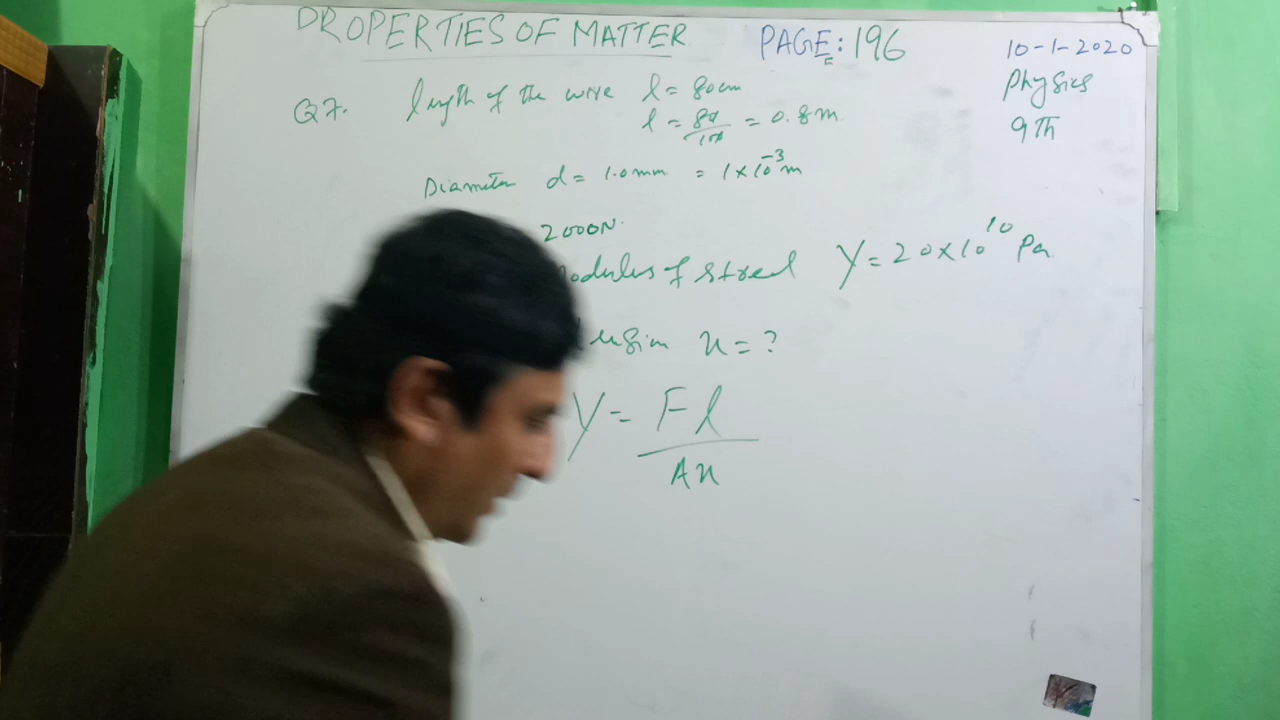 PROPERTIES OF MATTER PAGE: 196
10-1-2020
Physics
9Th
Q7. length of the wire l = 80cm
l = 80/100 = 0.8m
Diameter d = 1.0mm = 1×10⁻³m
2000N
modulus of steel Y = 20×10¹⁰ Pa
x = ?
Y = Fl/Ax